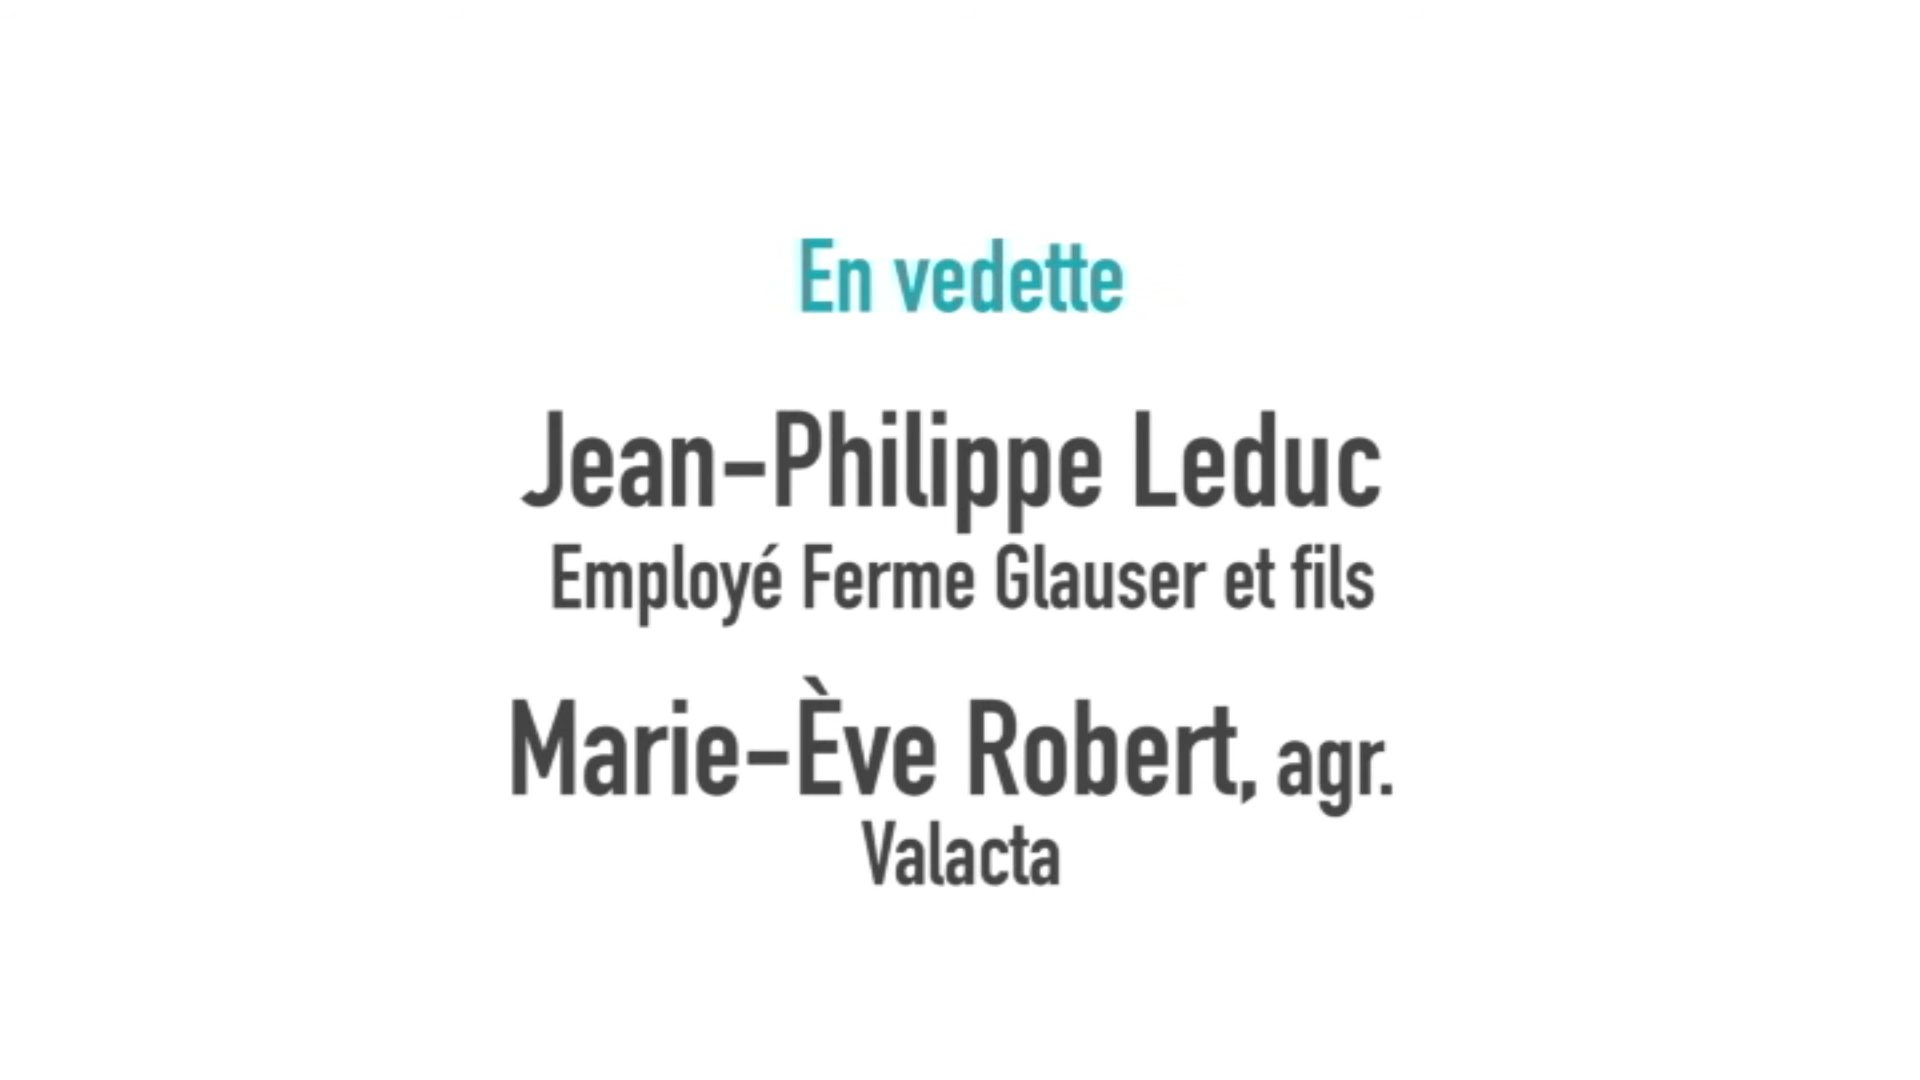 En vedette
Jean-Philippe Leduc
Employé Ferme Glauser et fils
Marie-Ève Robert, agr.
Valacta